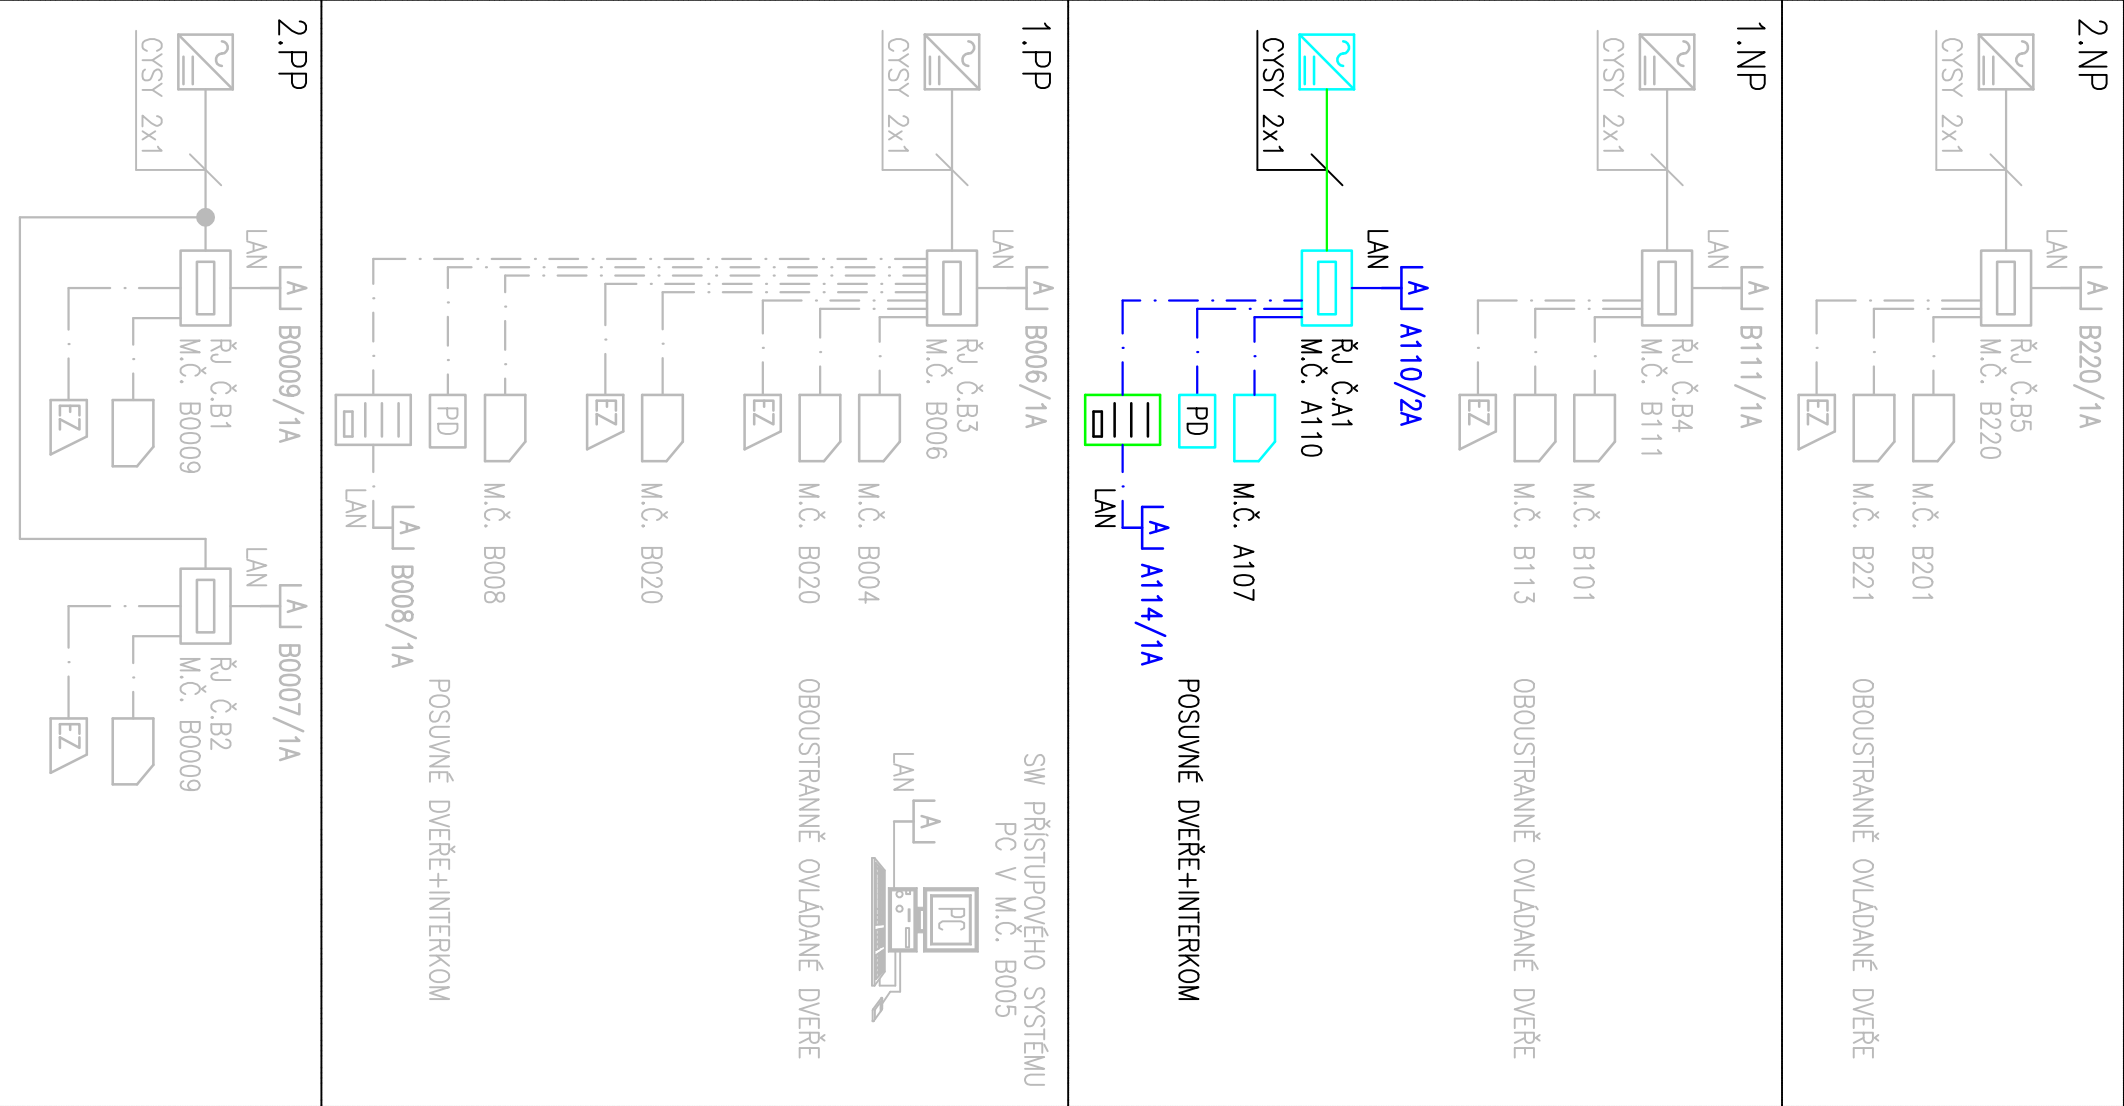 2.NP
CYSY 2x1
LAN
A
B220/1A
ŘJ Č.B5
M.Č. B220
M.Č. B201
M.Č. B221
EZ
OBOUSTRANNĚ OVLÁDANÉ DVEŘE
1.NP
CYSY 2x1
LAN
A
B111/1A
ŘJ Č.B4
M.Č. B111
M.Č. B101
M.Č. B113
EZ
OBOUSTRANNĚ OVLÁDANÉ DVEŘE
CYSY 2x1
LAN
A
A110/2A
ŘJ Č.A1
M.Č. A110
M.Č. A107
PD
POSUVNÉ DVEŘE+INTERKOM
A
A114/1A
LAN
1.PP
CYSY 2x1
LAN
A
B006/1A
ŘJ Č.B3
M.Č. B006
SW PŘÍSTUPOVÉHO SYSTÉMU
PC V M.Č. B005
PC
A
LAN
M.Č. B004
M.Č. B020
EZ
OBOUSTRANNĚ OVLÁDANÉ DVEŘE
M.Č. B020
EZ
M.Č. B008
PD
POSUVNÉ DVEŘE+INTERKOM
A
B008/1A
LAN
2.PP
CYSY 2x1
LAN
A
B0009/1A
ŘJ Č.B1
M.Č. B0009
EZ
LAN
A
B0007/1A
ŘJ Č.B2
M.Č. B0009
EZ